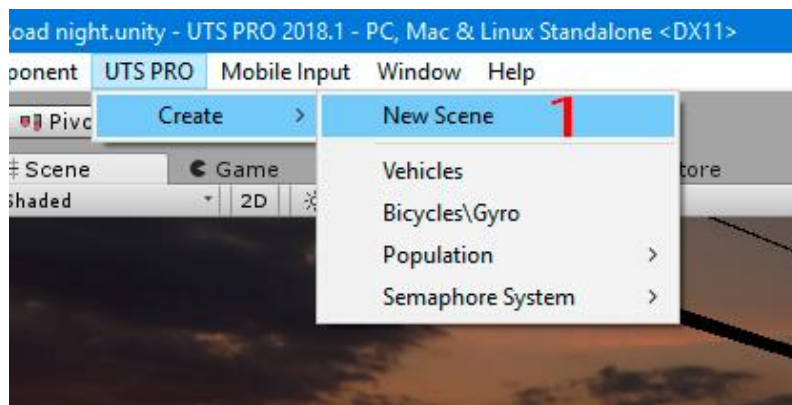 oad night.unity - UTS PRO 2018.1 - PC, Mac & Linux Standalone <DX11>
ponent UTS PRO Mobile Input Window Help
Pivo
Create > New Scene 1
Scene Game tore
Shaded 2D Vehicles
Bicycles\Gyro
Population >
Semaphore System >